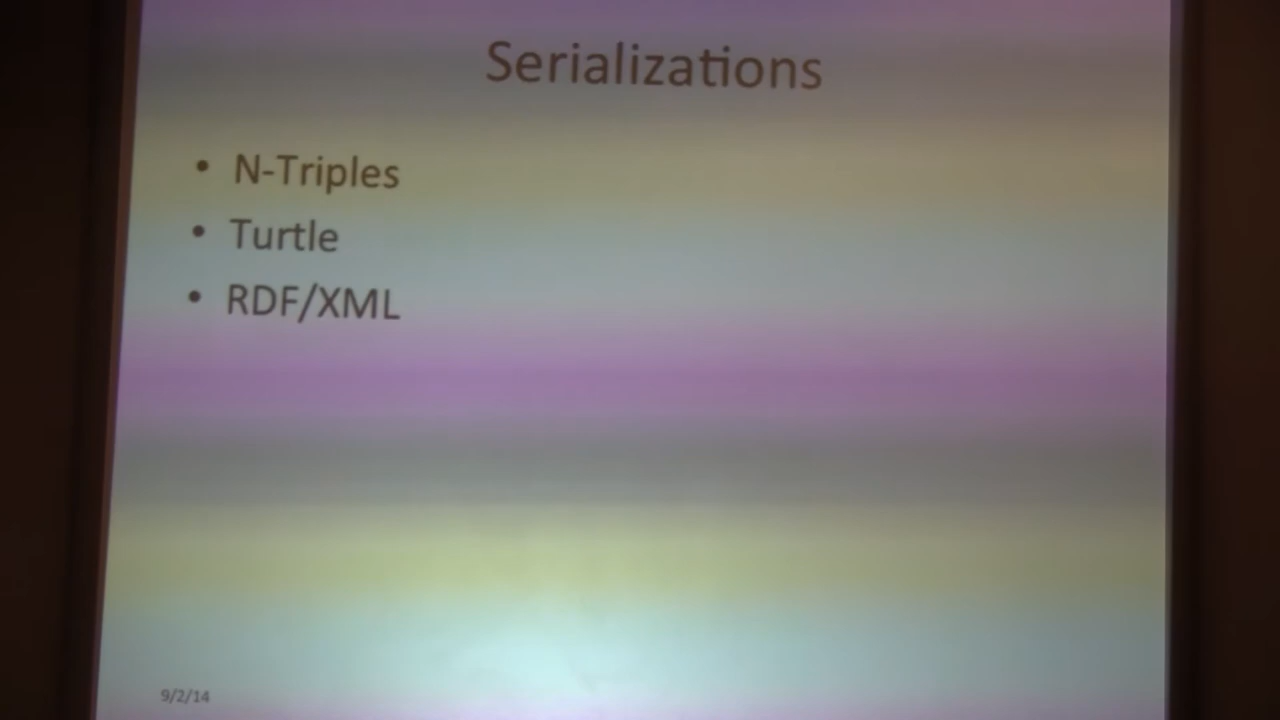 Serializations
• N-Triples
• Turtle
• RDF/XML
9/2/14